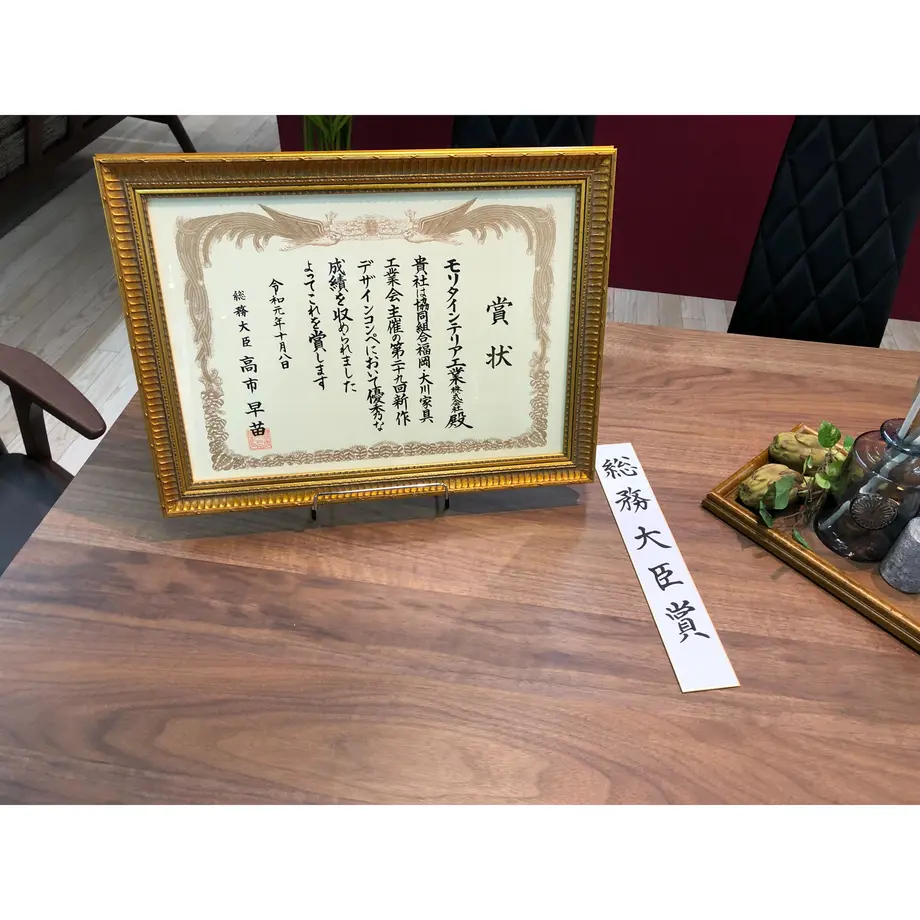 賞状
モリタインテリア工業株式会社殿
貴社は協同組合福岡・大川家具
工業会主催の第二十九回新作
デザインコンペにおいて優秀な
成績を収められました
よってこれを賞します
令和元年十月八日
総務大臣 高市早苗
総務大臣賞